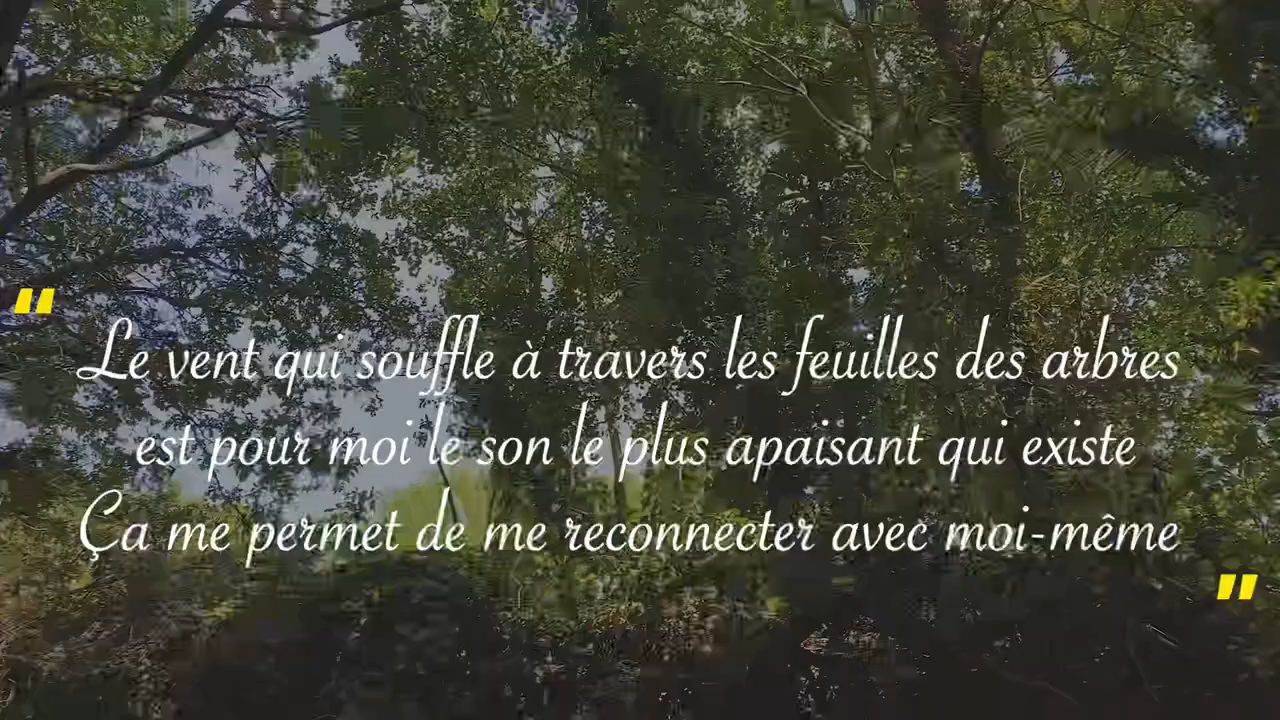 "
Le vent qui souffle à travers les feuilles des arbres
est pour moi le son le plus apaisant qui existe
Ça me permet de me reconnecter avec moi-même
"